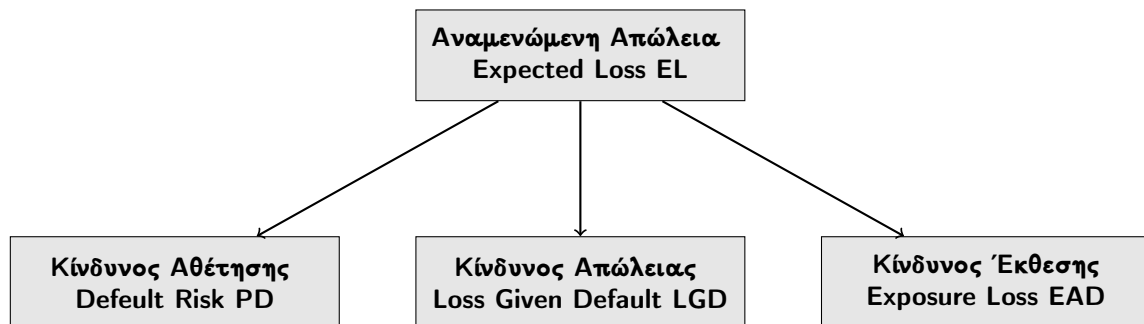 Αναμενώμενη Απώλεια
Expected Loss EL
Κίνδυνος Αθέτησης
Defeult Risk PD
Κίνδυνος Απώλειας
Loss Given Default LGD
Κίνδυνος Έκθεσης
Exposure Loss EAD